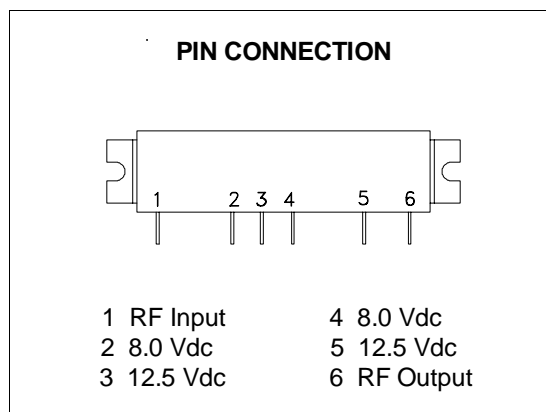 PIN CONNECTION
1 2 3 4 5 6
1 RF Input
2 8.0 Vdc
3 12.5 Vdc
4 8.0 Vdc
5 12.5 Vdc
6 RF Output